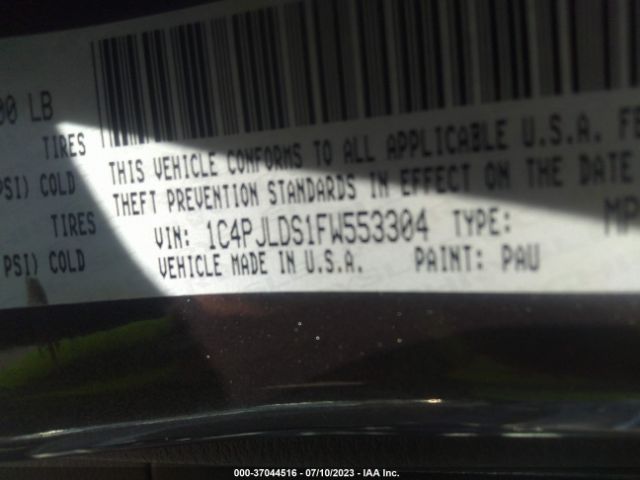 00 LB
TIRES
PSI) COLD
TIRES
PSI) COLD
THIS VEHICLE CONFORMS TO ALL APPLICABLE U.S.A. FE
THEFT PREVENTION STANDARDS IN EFFECT ON THE DATE
VIN: 1C4PJLDS1FW553304 TYPE: MP
VEHICLE MADE IN U.S.A. PAINT: PAU
000-37044516 - 07/10/2023 - IAA Inc.